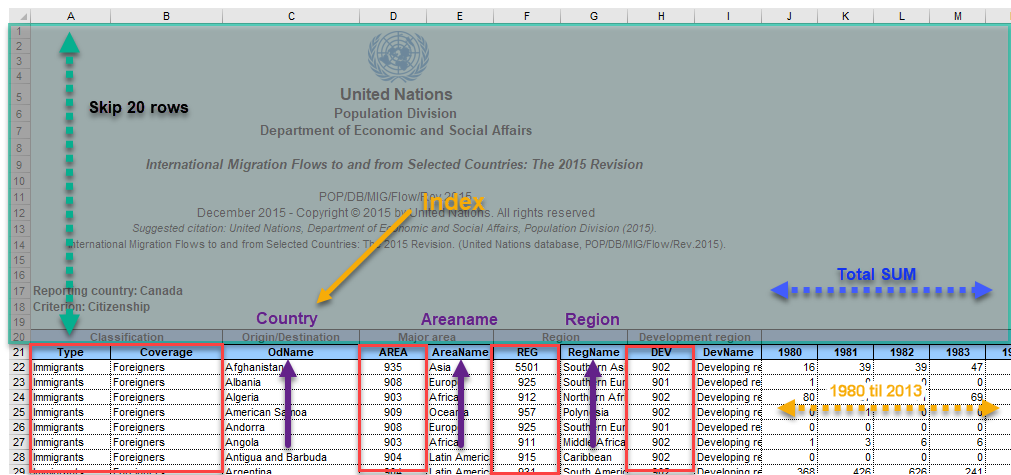 A B C D E F G H I J K L M
1
2
3
4
5 United Nations
6 Population Division
7 Department of Economic and Social Affairs
Skip 20 rows
8
9 International Migration Flows to and from Selected Countries: The 2015 Revision
10
11 POP/DB/MIG/Flow/Rev.2015
Index
12 December 2015 - Copyright © 2015 by United Nations. All rights reserved
13 Suggested citation: United Nations, Department of Economic and Social Affairs, Population Division (2015).
14 International Migration Flows to and from Selected Countries: The 2015 Revision. (United Nations database, POP/DB/MIG/Flow/Rev.2015).
15
16
Total SUM
17 Reporting country: Canada
18 Criterion: Citizenship
19 Country Areaname Region
20 Classification Origin/Destination Major area Region Development region
21 Type Coverage OdName AREA AreaName REG RegName DEV DevName 1980 1981 1982 1983
22 Immigrants Foreigners Afghanistan 935 Asia 5501 Southern As 902 Developing re 16 39 39 47
23 Immigrants Foreigners Albania 908 Europe 925 Southern Eur 901 Developed re 1 0 0 0
1980 til 2013
24 Immigrants Foreigners Algeria 903 Africa 912 Northern Afr 902 Developing re 80 69
25 Immigrants Foreigners American Samoa 909 Oceania 957 Polynesia 902 Developing re 0 1 0 0
26 Immigrants Foreigners Andorra 908 Europe 925 Southern Eur 901 Developed re 0 0 0 0
27 Immigrants Foreigners Angola 903 Africa 911 Middle Africa 902 Developing re 1 3 6 6
28 Immigrants Foreigners Antigua and Barbuda 904 Latin Americ 915 Caribbean 902 Developing re 0 0 0 0
29 Immigrants Foreigners Argentina 904 Latin Americ 931 South Americ 902 Developing re 368 426 626 241